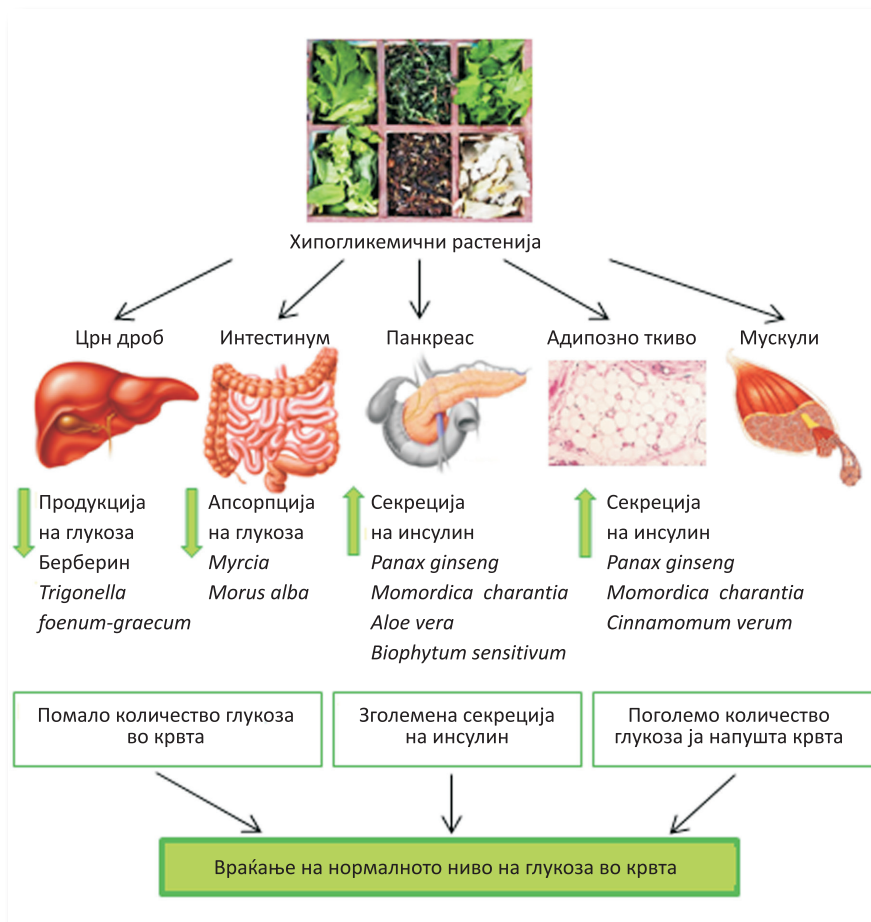 Хипогликемични растенија
Црн дроб
Интестинум
Панкреас
Адипозно ткиво
Мускули
Продукција
на глукоза
Берберин
Trigonella
foenum-graecum
Апсорпција
на глукоза
Myrcia
Morus alba
Секреција
на инсулин
Panax ginseng
Momordica charantia
Aloe vera
Biophytum sensitivum
Секреција
на инсулин
Panax ginseng
Momordica charantia
Cinnamomum verum
Помало количество глукоза
во крвта
Зголемена секреција
на инсулин
Поголемо количество
глукоза ја напушта крвта
Враќање на нормалното ниво на глукоза во крвта